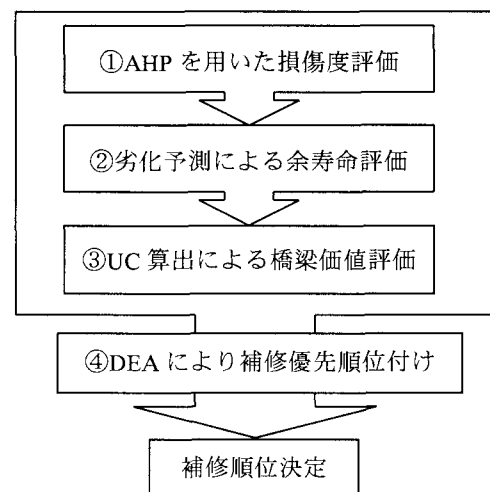 ①AHP を用いた損傷度評価
②劣化予測による余寿命評価
③UC 算出による橋梁価値評価
④DEA により補修優先順位付け
補修順位決定